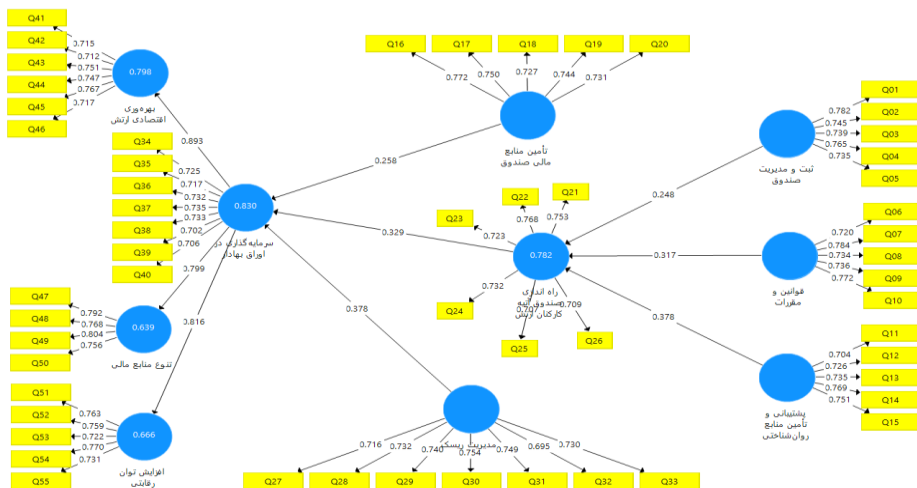 Q41
Q42
Q43
Q44
Q45
Q46
0.715
0.712
0.751
0.747
0.767
0.717
0.798
بهره‌وری
اقتصادی ارتش
0.893
Q16
Q17
Q18
Q19
Q20
0.772
0.750
0.727
0.744
0.731
تأمین منابع
مالی صندوق
0.258
Q01
Q02
Q03
Q04
Q05
0.782
0.745
0.739
0.765
0.735
ثبت و مدیریت
صندوق
0.248
Q34
Q35
Q36
Q37
Q38
Q39
Q40
0.725
0.717
0.732
0.735
0.733
0.702
0.706
0.830
سرمایه‌گذاری در
اوراق بهادار
0.329
Q21
Q22
Q23
Q24
Q25
Q26
0.753
0.768
0.723
0.732
0.707
0.709
0.782
راه اندازی
صندوق آتیه
کارکنان ارتش
0.317
Q06
Q07
Q08
Q09
Q10
0.720
0.784
0.734
0.736
0.772
قوانین و
مقررات
0.799
0.816
0.378
0.378
Q47
Q48
Q49
Q50
0.792
0.768
0.804
0.756
0.639
تنوع منابع مالی
Q11
Q12
Q13
Q14
Q15
0.704
0.726
0.735
0.769
0.751
پشتیبانی و
تأمین منابع
روان‌شناختی
Q51
Q52
Q53
Q54
Q55
0.763
0.759
0.722
0.770
0.731
0.666
افزایش توان
رقابتی
مدیریت ریسک
0.716
0.732
0.740
0.754
0.749
0.695
0.730
Q27
Q28
Q29
Q30
Q31
Q32
Q33